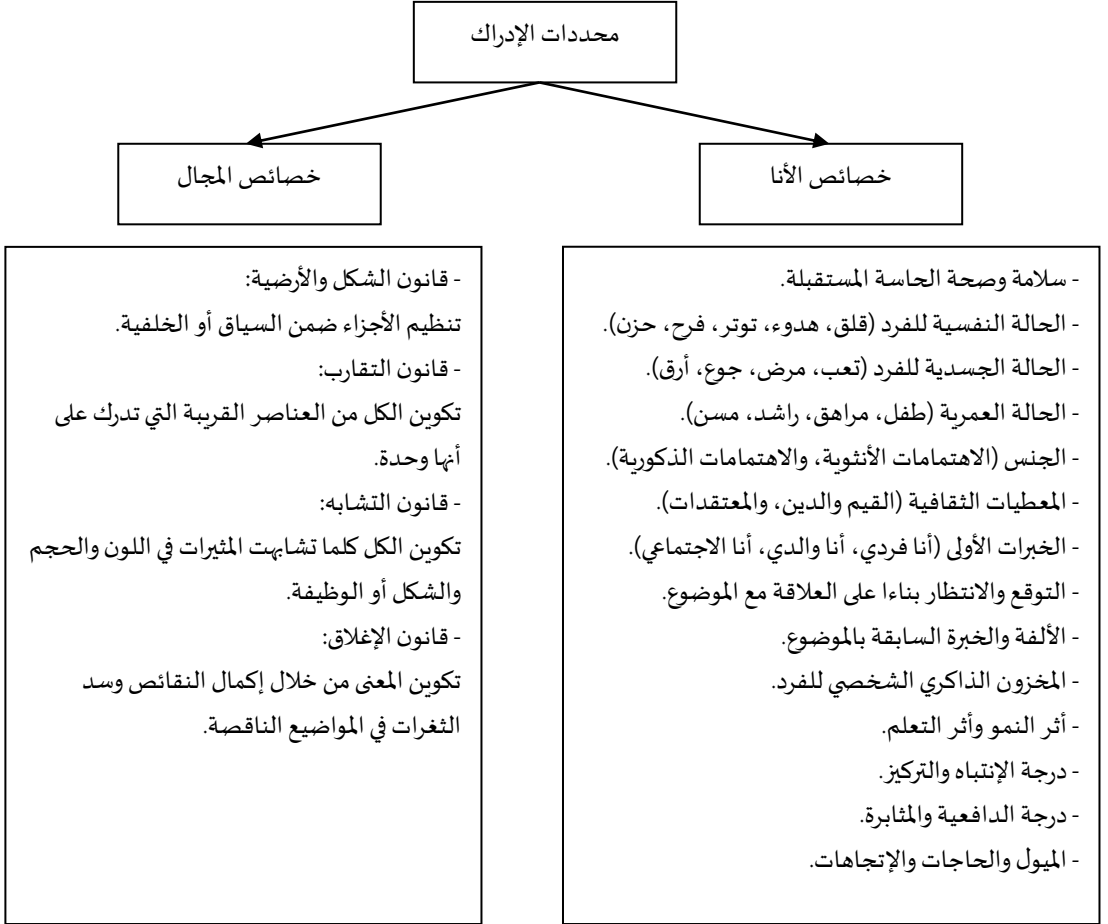 محددات الإدراك
خصائص الأنا
خصائص المجال
- سلامة وصحة الحاسة المستقبلة.
- الحالة النفسية للفرد (قلق، هدوء، توتر، فرح، حزن).
- الحالة الجسدية للفرد (تعب، مرض، جوع، أرق).
- الحالة العمرية (طفل، مراهق، راشد، مسن).
- الجنس (الاهتمامات الأنثوية، والاهتمامات الذكورية).
- المعطيات الثقافية (القيم والدين، والمعتقدات).
- الخبرات الأولى (أنا فردي، أنا والدي، أنا الاجتماعي).
- التوقع والانتظار بناءا على العلاقة مع الموضوع.
- الألفة والخبرة السابقة بالموضوع.
- المخزون الذاكري الشخصي للفرد.
- أثر النمو وأثر التعلم.
- درجة الإنتباه والتركيز.
- درجة الدافعية والمثابرة.
- الميول والحاجات والإتجاهات.
- قانون الشكل والأرضية:
تنظيم الأجزاء ضمن السياق أو الخلفية.
- قانون التقارب:
تكوين الكل من العناصر القريبة التي تدرك على
أنها وحدة.
- قانون التشابه:
تكوين الكل كلما تشابهت المثيرات في اللون والحجم
والشكل أو الوظيفة.
- قانون الإغلاق:
تكوين المعنى من خلال إكمال النقائص وسد
الثغرات في المواضيع الناقصة.